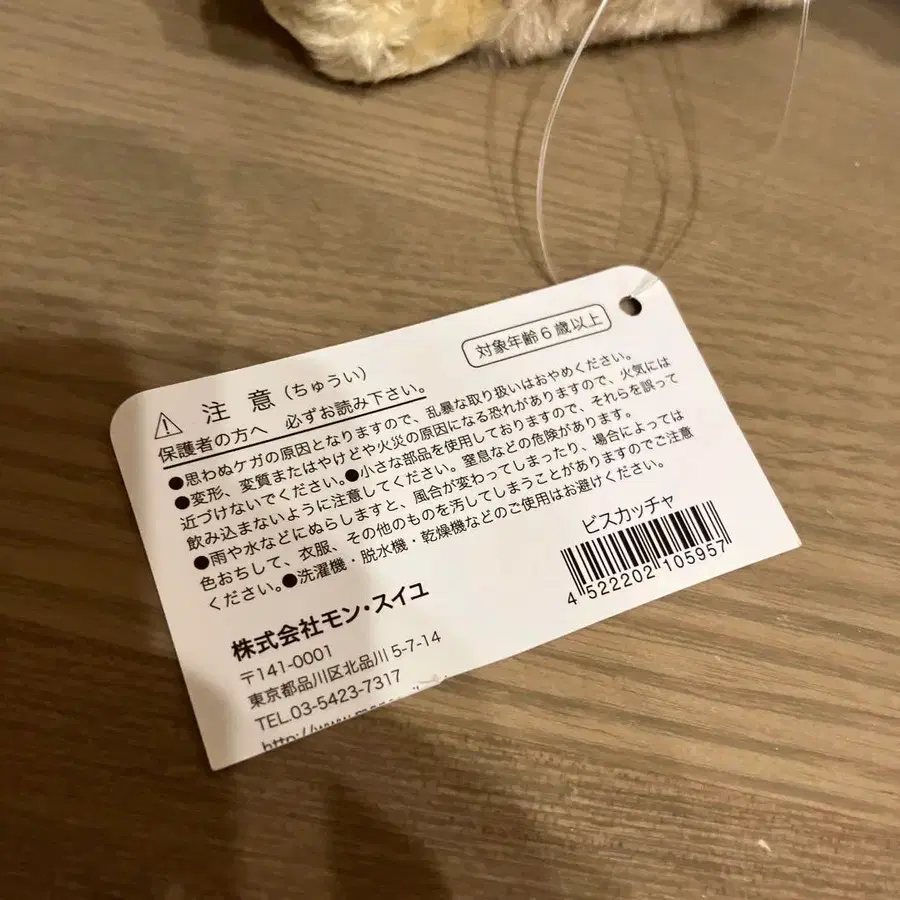 対象年齢6歳以上
⚠ 注意(ちゅうい)
保護者の方へ 必ずお読み下さい。
●思わぬケガの原因となりますので、乱暴な取り扱いはおやめください。
●変形、変質またはやけどや火災の原因になる恐れがありますので、火気には
近づけないでください。●小さな部品を使用しておりますので、それらを誤って
飲み込まないように注意してください。窒息などの危険があります。
●雨や水などにぬらしますと、風合が変わってしまったり、場合によっては
色おちして、衣服、その他のものを汚してしまうことがありますのでご注意
ください。●洗濯機・脱水機・乾燥機などのご使用はお避けください。
ビスカッチャ
4 522202 105957
株式会社モン・スイユ
〒141-0001
東京都品川区北品川 5-7-14
TEL.03-5423-7317